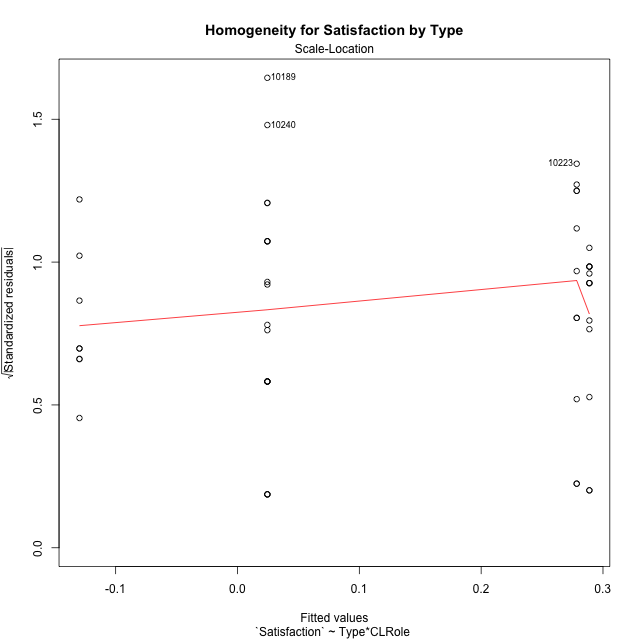 Homogeneity for Satisfaction by Type
Scale-Location
10189
10240
10223
√|Standardized residuals|
0.0
0.5
1.0
1.5
-0.1
0.0
0.1
0.2
0.3
Fitted values
`Satisfaction` ~ Type*CLRole